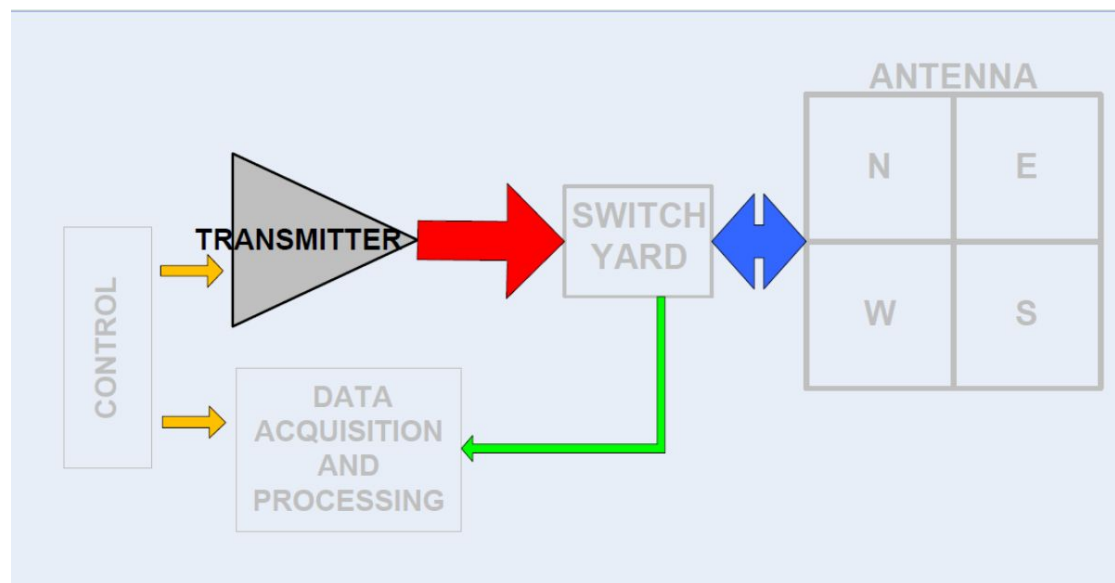 ANTENNA
N
E
W
S
SWITCH
YARD
TRANSMITTER
CONTROL
DATA
ACQUISITION
AND
PROCESSING